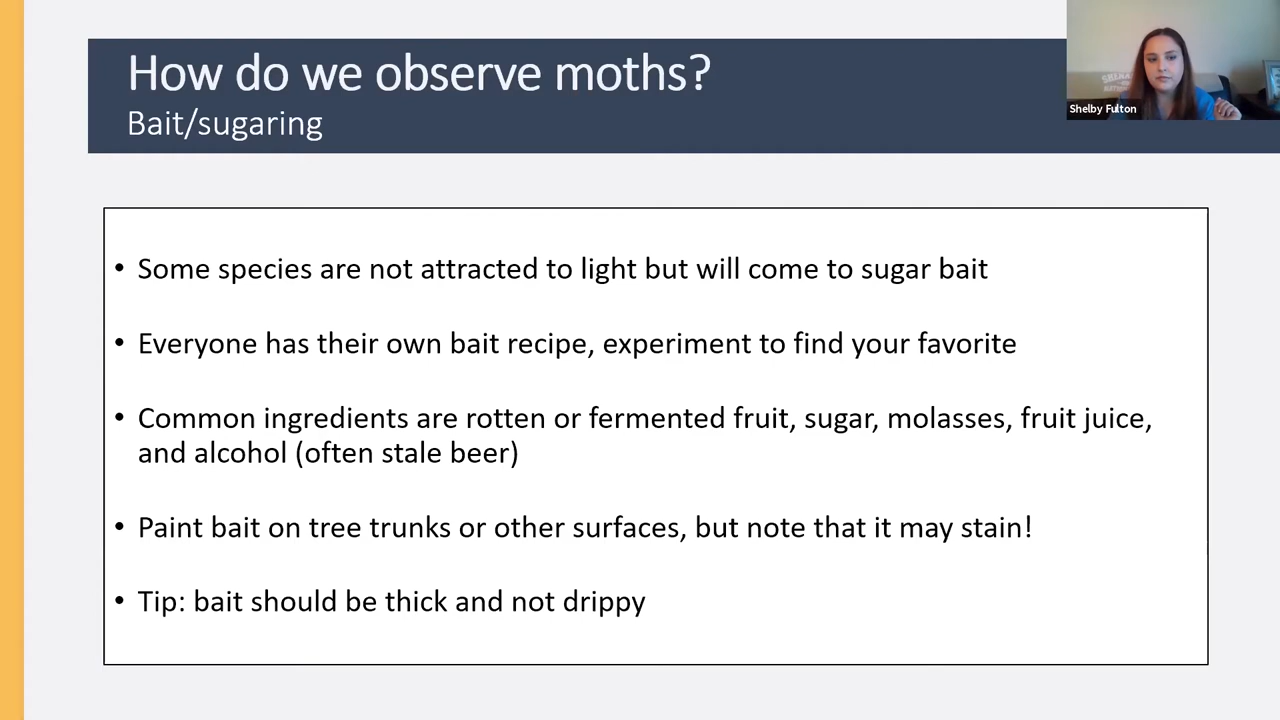 How do we observe moths?
Bait/sugaring
Shelby Fulton
• Some species are not attracted to light but will come to sugar bait
• Everyone has their own bait recipe, experiment to find your favorite
• Common ingredients are rotten or fermented fruit, sugar, molasses, fruit juice,
and alcohol (often stale beer)
• Paint bait on tree trunks or other surfaces, but note that it may stain!
• Tip: bait should be thick and not drippy